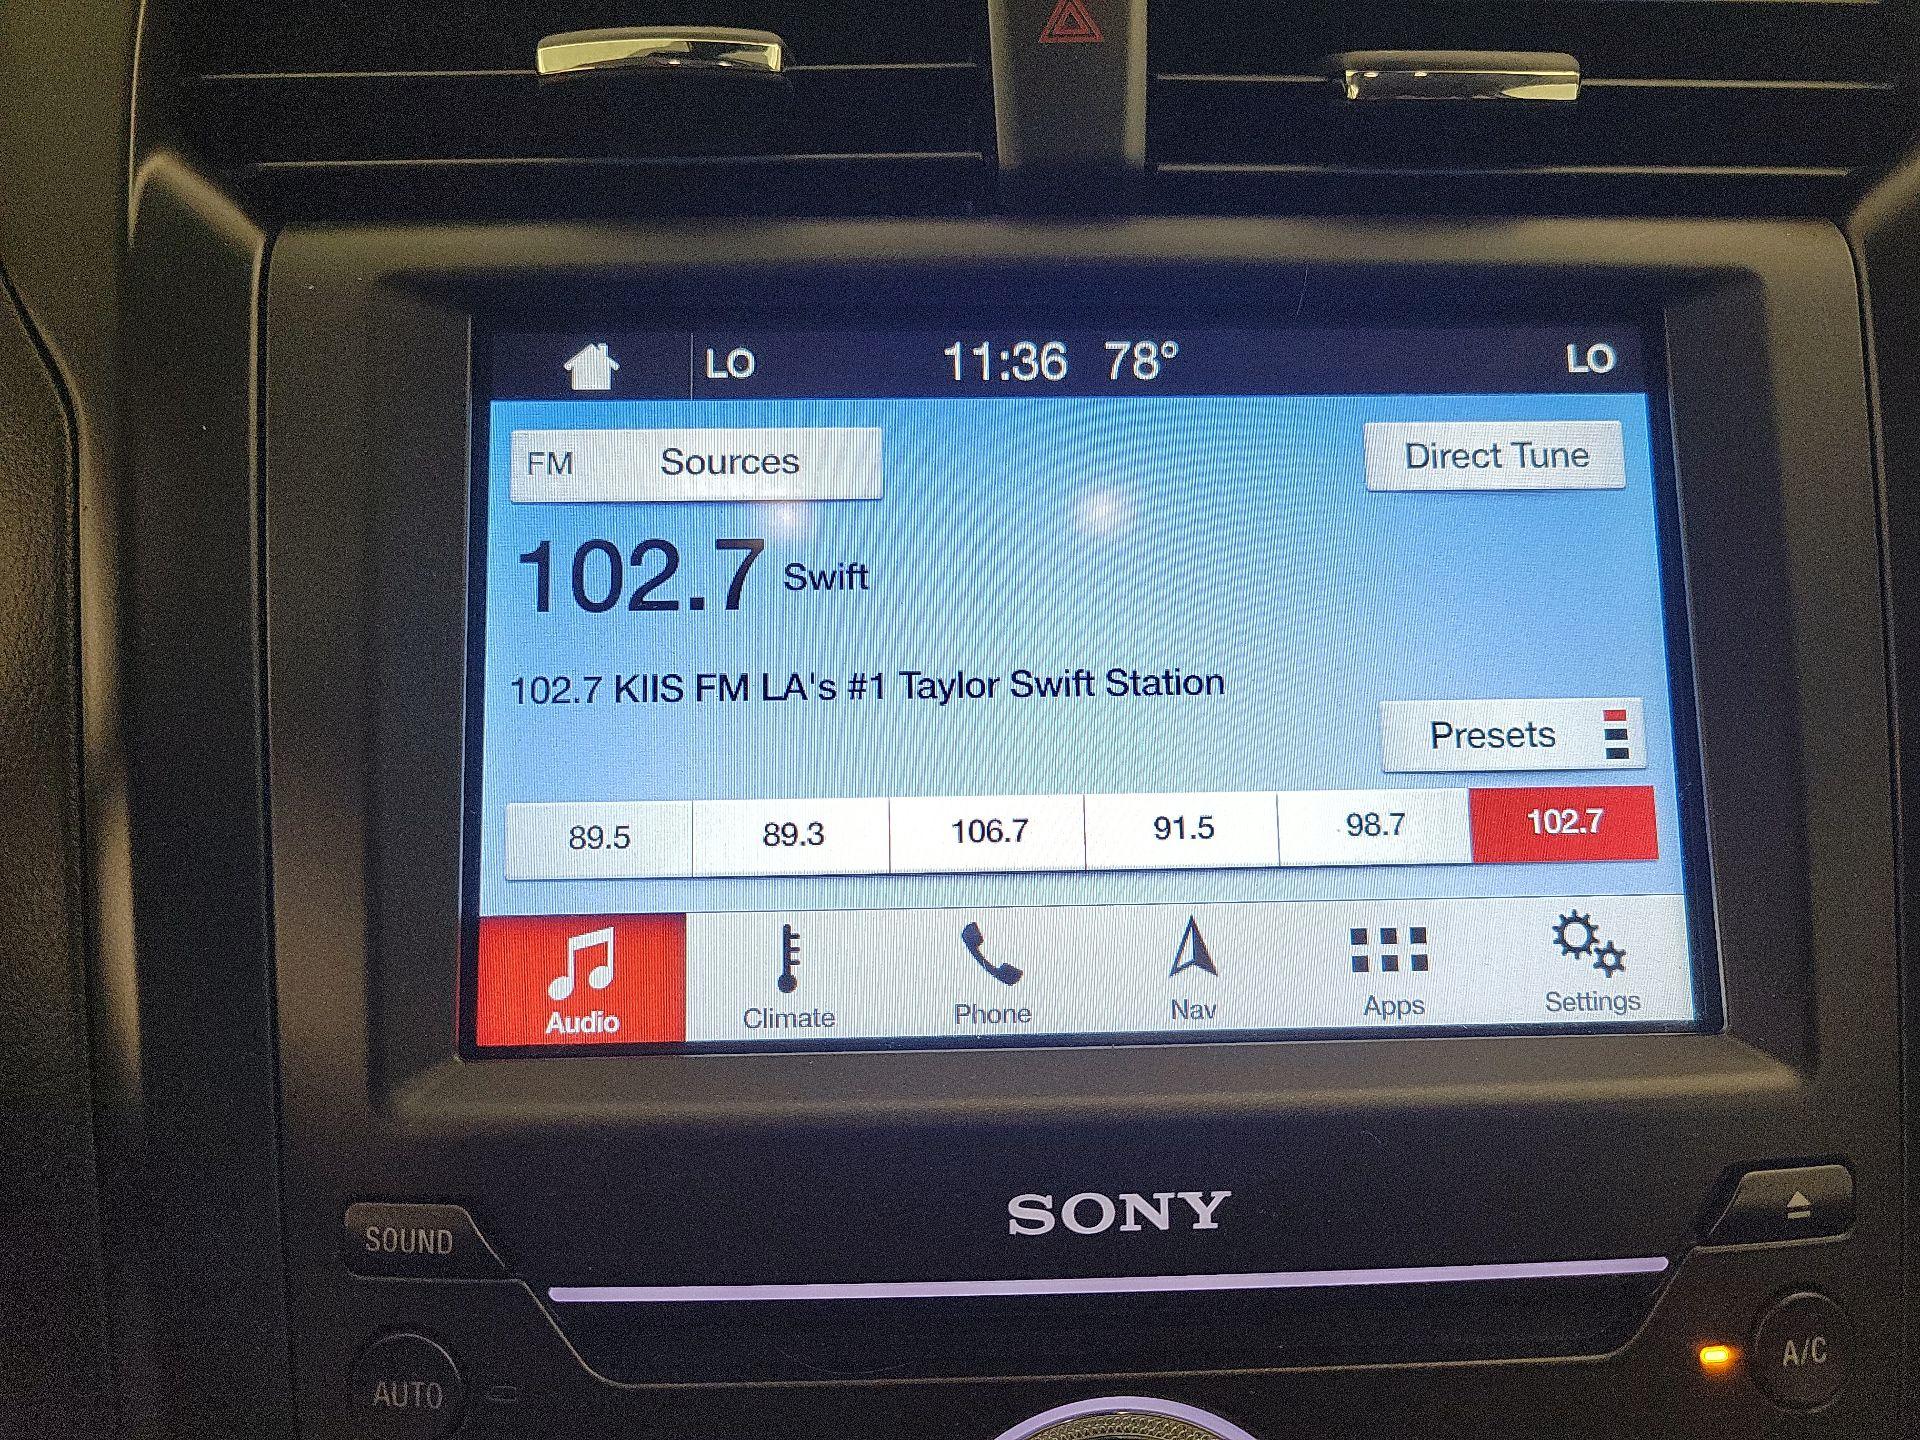 LO 11:36 78° LO
FM Sources Direct Tune
102.7 Swift
102.7 KIIS FM LA's #1 Taylor Swift Station
Presets
89.5 89.3 106.7 91.5 98.7 102.7
Audio Climate Phone Nav Apps Settings
SONY
SOUND
AUTO
A/C